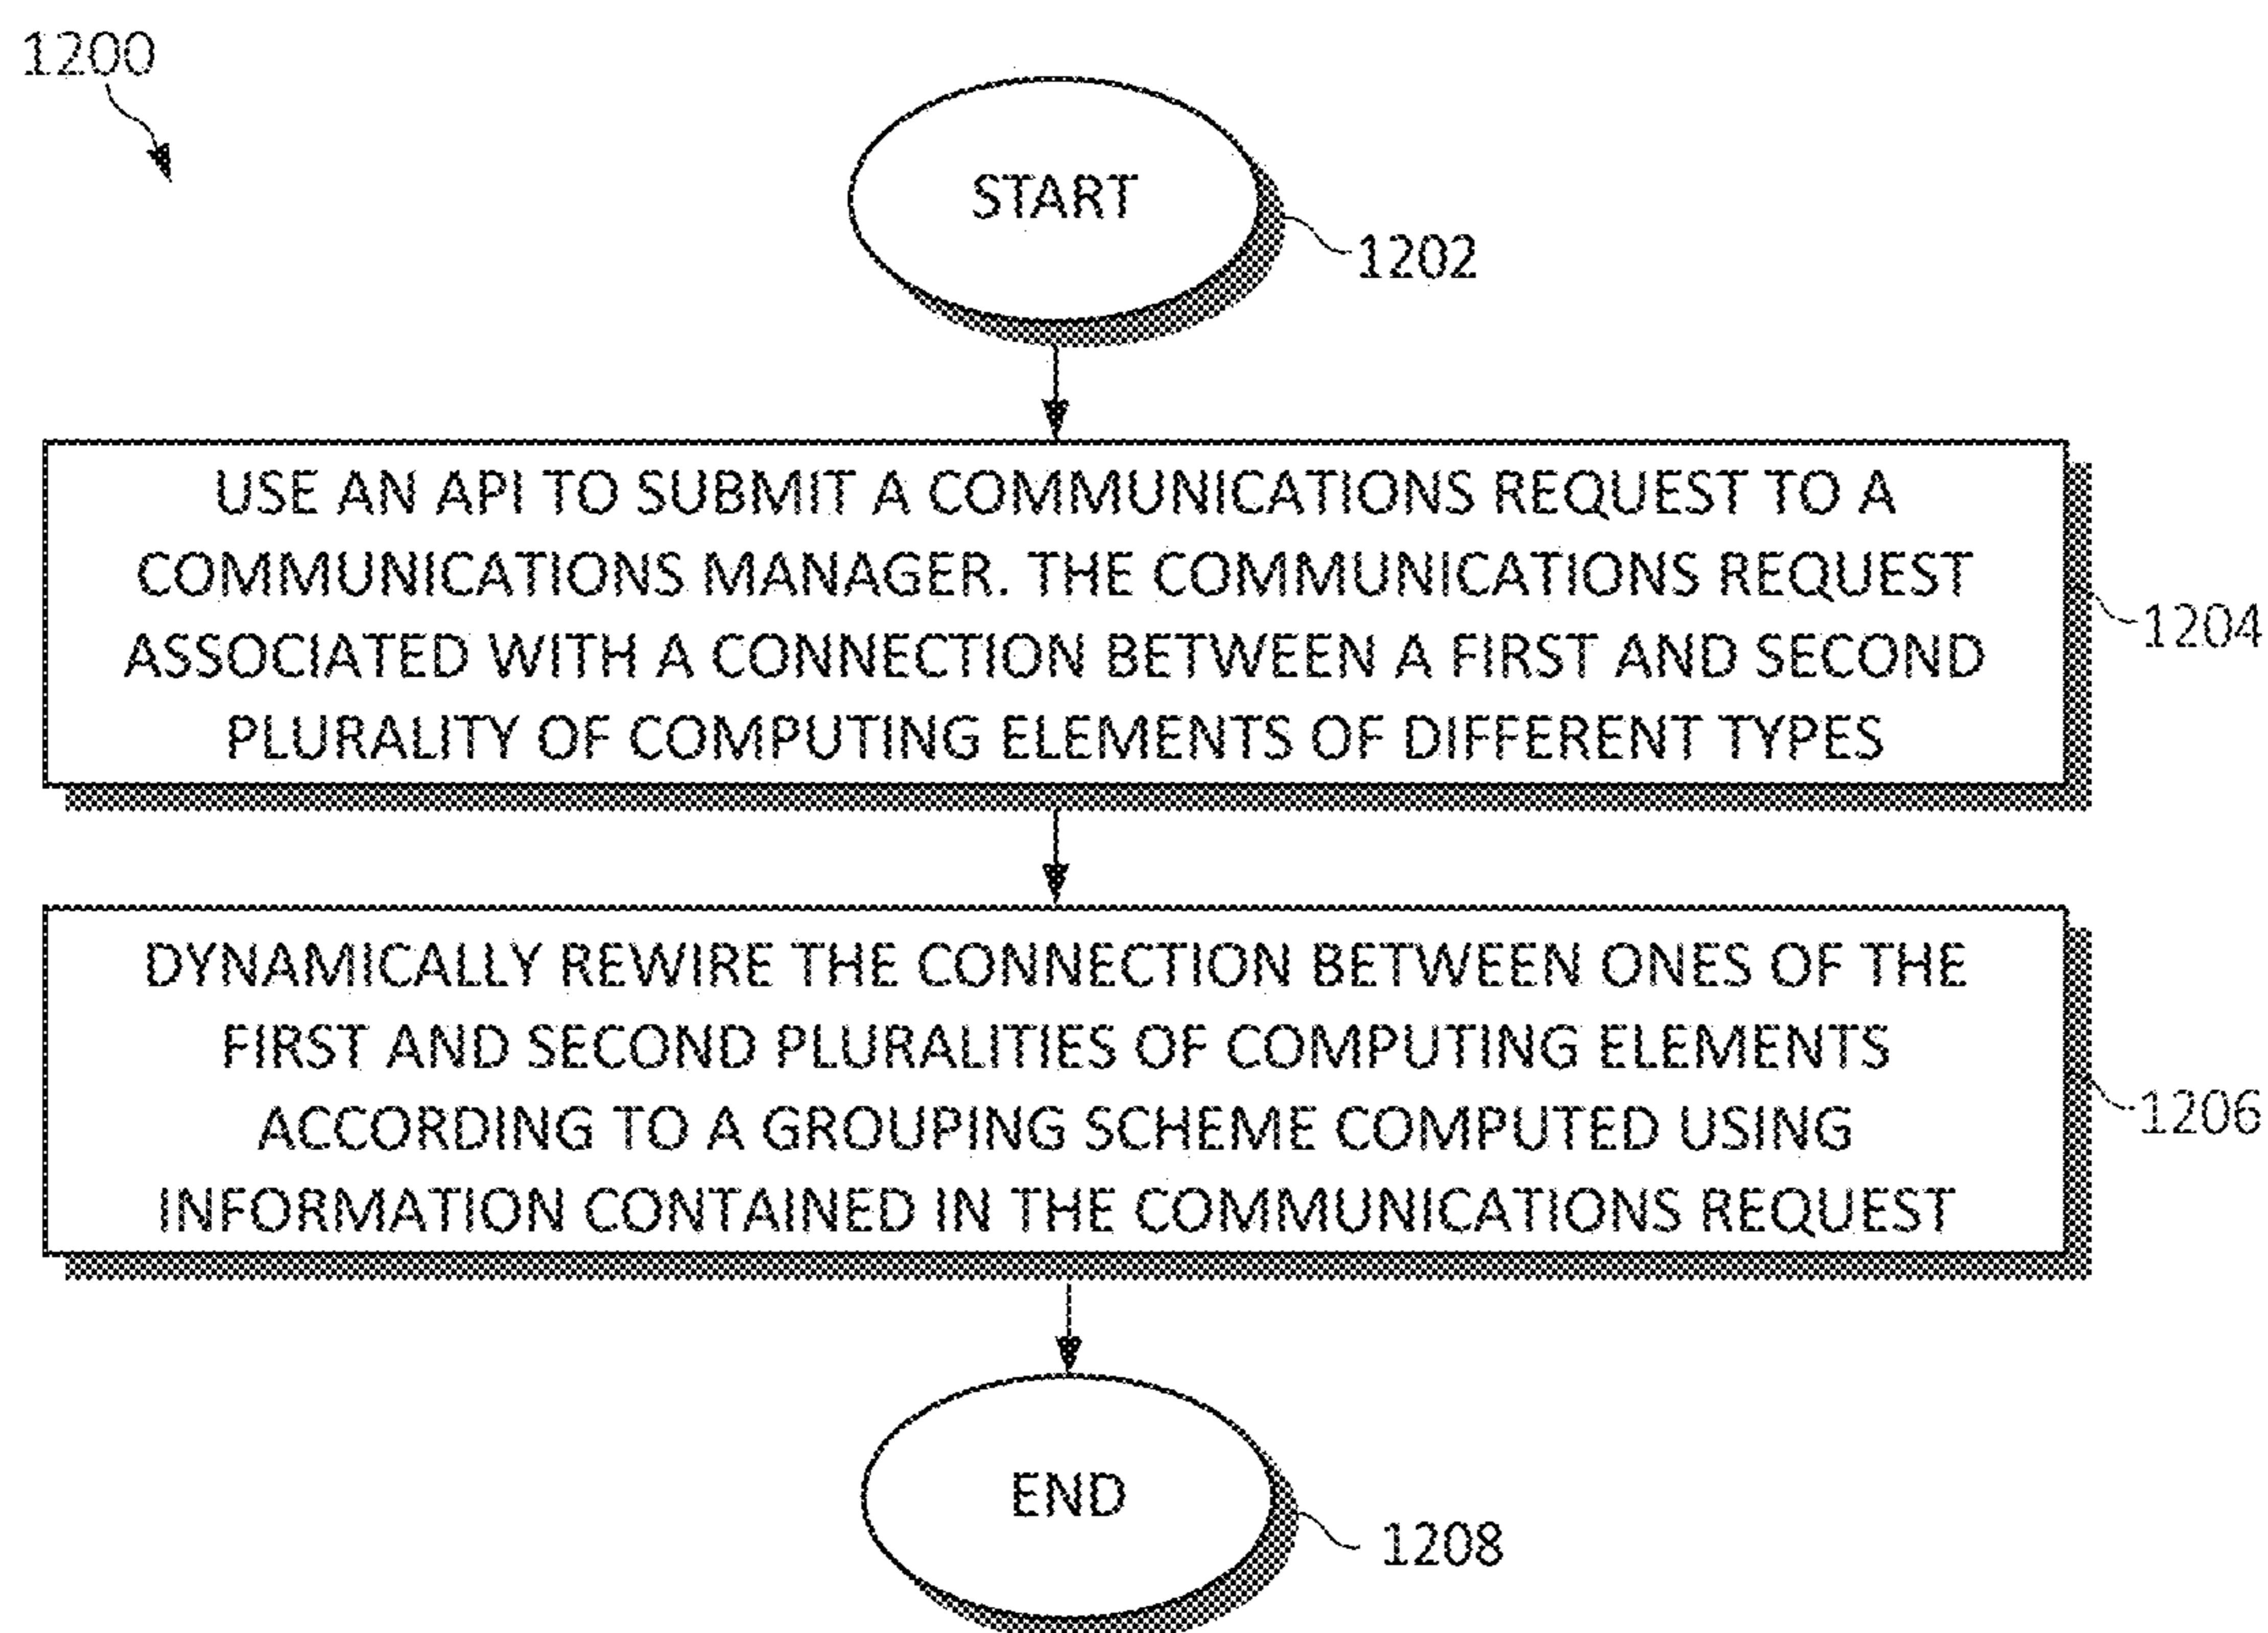 1200
START
1202
USE AN API TO SUBMIT A COMMUNICATIONS REQUEST TO A
COMMUNICATIONS MANAGER. THE COMMUNICATIONS REQUEST
ASSOCIATED WITH A CONNECTION BETWEEN A FIRST AND SECOND
PLURALITY OF COMPUTING ELEMENTS OF DIFFERENT TYPES
1204
DYNAMICALLY REWIRE THE CONNECTION BETWEEN ONES OF THE
FIRST AND SECOND PLURALITIES OF COMPUTING ELEMENTS
ACCORDING TO A GROUPING SCHEME COMPUTED USING
INFORMATION CONTAINED IN THE COMMUNICATIONS REQUEST
1206
END
1208